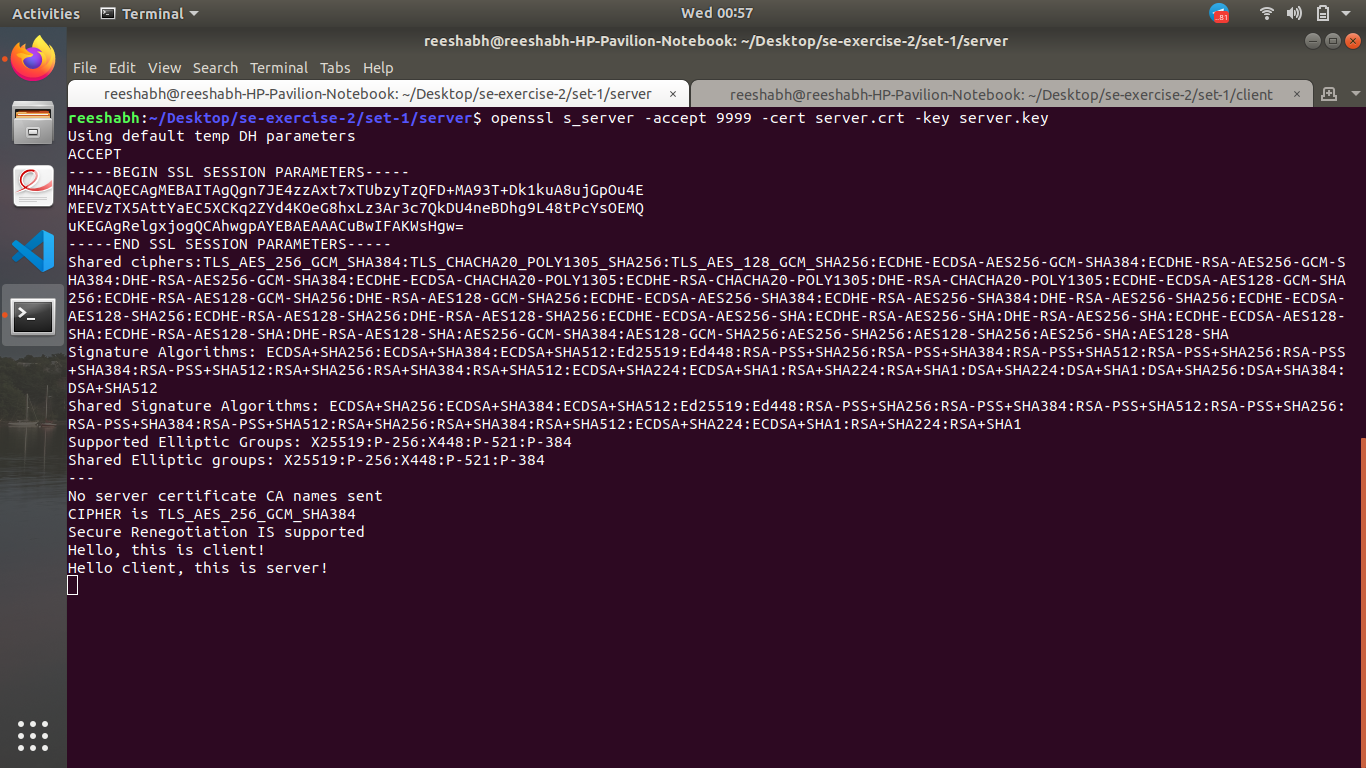 Activities
Terminal
Wed 00:57
81
reeshabh@reeshabh-HP-Pavilion-Notebook: ~/Desktop/se-exercise-2/set-1/server
File Edit View Search Terminal Tabs Help
reeshabh@reeshabh-HP-Pavilion-Notebook: ~/Desktop/se-exercise-2/set-1/server ×
reeshabh@reeshabh-HP-Pavilion-Notebook: ~/Desktop/se-exercise-2/set-1/client ×
reeshabh:~/Desktop/se-exercise-2/set-1/server$ openssl s_server -accept 9999 -cert server.crt -key server.key
Using default temp DH parameters
ACCEPT
-----BEGIN SSL SESSION PARAMETERS-----
MH4CAQECAgMEBAITAgQgn7JE4zzAxt7xTUbzyTzQFD+MA93T+Dk1kuA8ujGpOu4E
MEEVzTX5AttYaEC5XCKq2ZYd4KOeG8hxLz3Ar3c7QkDU4neBDhg9L48tPcYsOEMQ
uKEGAgRelgxjogQCAhwgpAYEBAEAAACuBwIFAKWsHgw=
-----END SSL SESSION PARAMETERS-----
Shared ciphers:TLS_AES_256_GCM_SHA384:TLS_CHACHA20_POLY1305_SHA256:TLS_AES_128_GCM_SHA256:ECDHE-ECDSA-AES256-GCM-SHA384:ECDHE-RSA-AES256-GCM-S
HA384:DHE-RSA-AES256-GCM-SHA384:ECDHE-ECDSA-CHACHA20-POLY1305:ECDHE-RSA-CHACHA20-POLY1305:DHE-RSA-CHACHA20-POLY1305:ECDHE-ECDSA-AES128-GCM-SHA
256:ECDHE-RSA-AES128-GCM-SHA256:DHE-RSA-AES128-GCM-SHA256:ECDHE-ECDSA-AES256-SHA384:ECDHE-RSA-AES256-SHA384:DHE-RSA-AES256-SHA256:ECDHE-ECDSA-
AES128-SHA256:ECDHE-RSA-AES128-SHA256:DHE-RSA-AES128-SHA256:ECDHE-ECDSA-AES256-SHA:ECDHE-RSA-AES256-SHA:DHE-RSA-AES256-SHA:ECDHE-ECDSA-AES128-
SHA:ECDHE-RSA-AES128-SHA:DHE-RSA-AES128-SHA:AES256-GCM-SHA384:AES128-GCM-SHA256:AES256-SHA256:AES128-SHA256:AES256-SHA:AES128-SHA
Signature Algorithms: ECDSA+SHA256:ECDSA+SHA384:ECDSA+SHA512:Ed25519:Ed448:RSA-PSS+SHA256:RSA-PSS+SHA384:RSA-PSS+SHA512:RSA-PSS+SHA256:RSA-PSS
+SHA384:RSA-PSS+SHA512:RSA+SHA256:RSA+SHA384:RSA+SHA512:ECDSA+SHA224:ECDSA+SHA1:RSA+SHA224:RSA+SHA1:DSA+SHA224:DSA+SHA1:DSA+SHA256:DSA+SHA384:
DSA+SHA512
Shared Signature Algorithms: ECDSA+SHA256:ECDSA+SHA384:ECDSA+SHA512:Ed25519:Ed448:RSA-PSS+SHA256:RSA-PSS+SHA384:RSA-PSS+SHA512:RSA-PSS+SHA256:
RSA-PSS+SHA384:RSA-PSS+SHA512:RSA+SHA256:RSA+SHA384:RSA+SHA512:ECDSA+SHA224:ECDSA+SHA1:RSA+SHA224:RSA+SHA1
Supported Elliptic Groups: X25519:P-256:X448:P-521:P-384
Shared Elliptic groups: X25519:P-256:X448:P-521:P-384
---
No server certificate CA names sent
CIPHER is TLS_AES_256_GCM_SHA384
Secure Renegotiation IS supported
Hello, this is client!
Hello client, this is server!